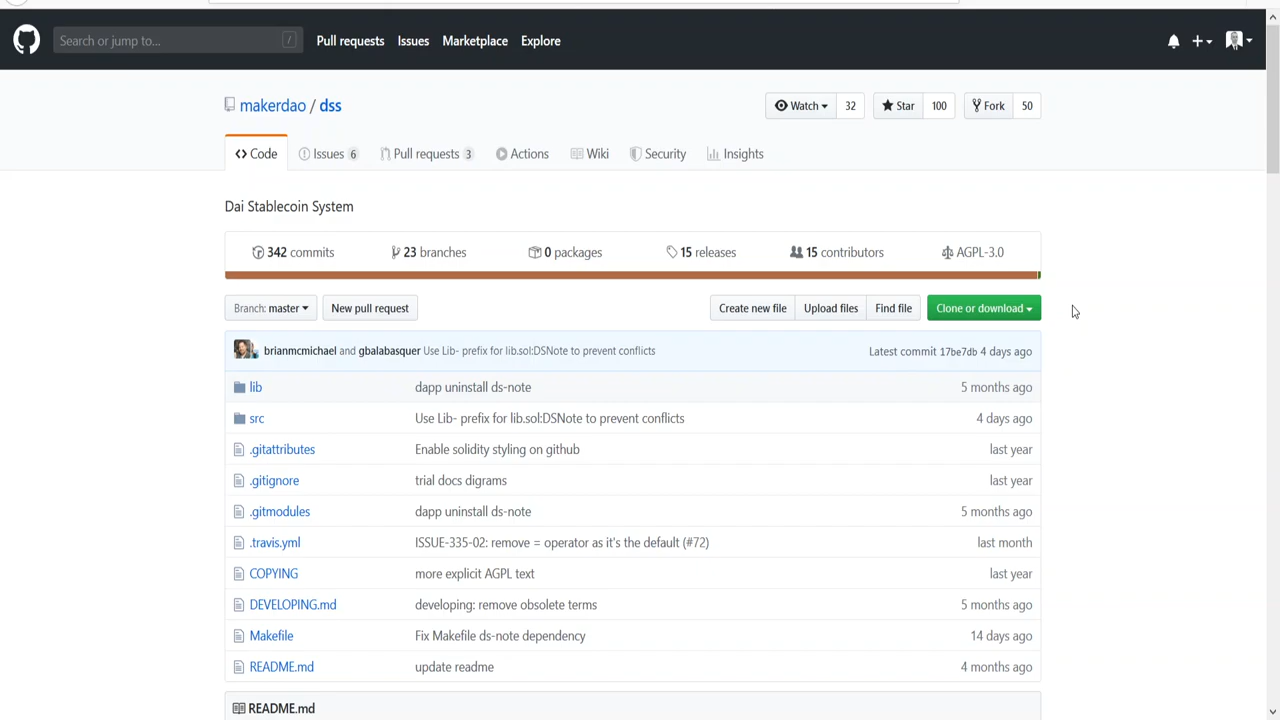 Search or jump to... / Pull requests Issues Marketplace Explore
makerdao / dss Watch 32 Star 100 Fork 50
Code Issues 6 Pull requests 3 Actions Wiki Security Insights
Dai Stablecoin System
342 commits 23 branches 0 packages 15 releases 15 contributors AGPL-3.0
Branch: master New pull request Create new file Upload files Find file Clone or download
brianmcmichael and gbalabasquer Use Lib- prefix for lib.sol:DSNote to prevent conflicts Latest commit 17be7db 4 days ago
lib dapp uninstall ds-note 5 months ago
src Use Lib- prefix for lib.sol:DSNote to prevent conflicts 4 days ago
.gitattributes Enable solidity styling on github last year
.gitignore trial docs digrams last year
.gitmodules dapp uninstall ds-note 5 months ago
.travis.yml ISSUE-335-02: remove = operator as it's the default (#72) last month
COPYING more explicit AGPL text last year
DEVELOPING.md developing: remove obsolete terms 5 months ago
Makefile Fix Makefile ds-note dependency 14 days ago
README.md update readme 4 months ago
README.md